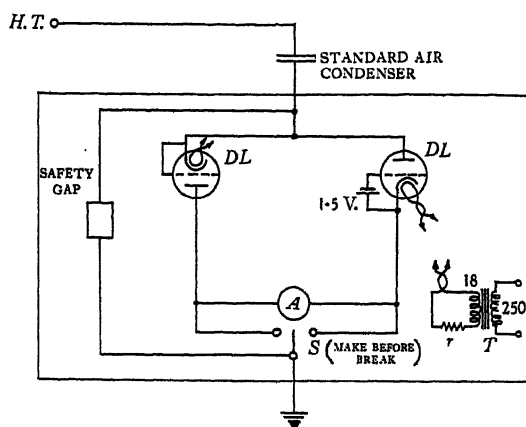 H.T.
STANDARD AIR
CONDENSER
DL
DL
SAFETY
GAP
1·5 V.
A
18
250
r
T
S (MAKE BEFORE
BREAK)